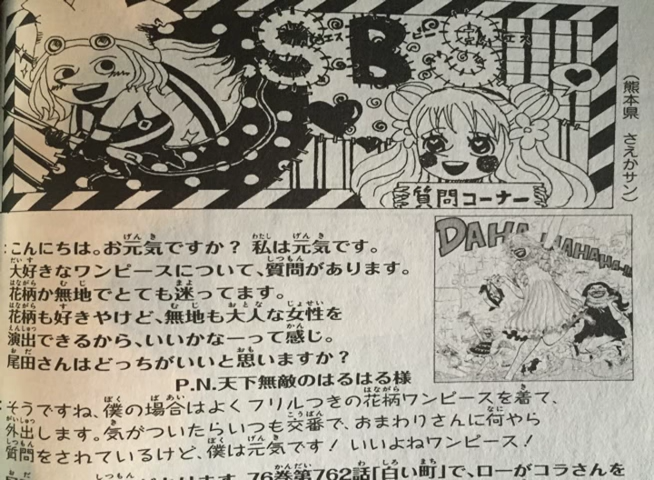 SBS
質問コーナー
(熊本県 さえかサン)
DAHA HAHAHA
こんにちは。お元気ですか? 私は元気です。
大好きなワンピースについて、質問があります。
花柄か無地でとても迷ってます。
花柄も好きやけど、無地も大人な女性を
演出できるから、いいかなーって感じ。
尾田さんはどっちがいいと思いますか?
P.N.天下無敵のはるはる様
そうですね、僕の場合はよくフリルつきの花柄ワンピースを着て、
外出します。気がついたらいつも交番で、おまわりさんに何やら
質問をされているけど、僕は元気です! いいよねワンピース!
があります。76巻第762話「白い町」で、ローがコラさんを